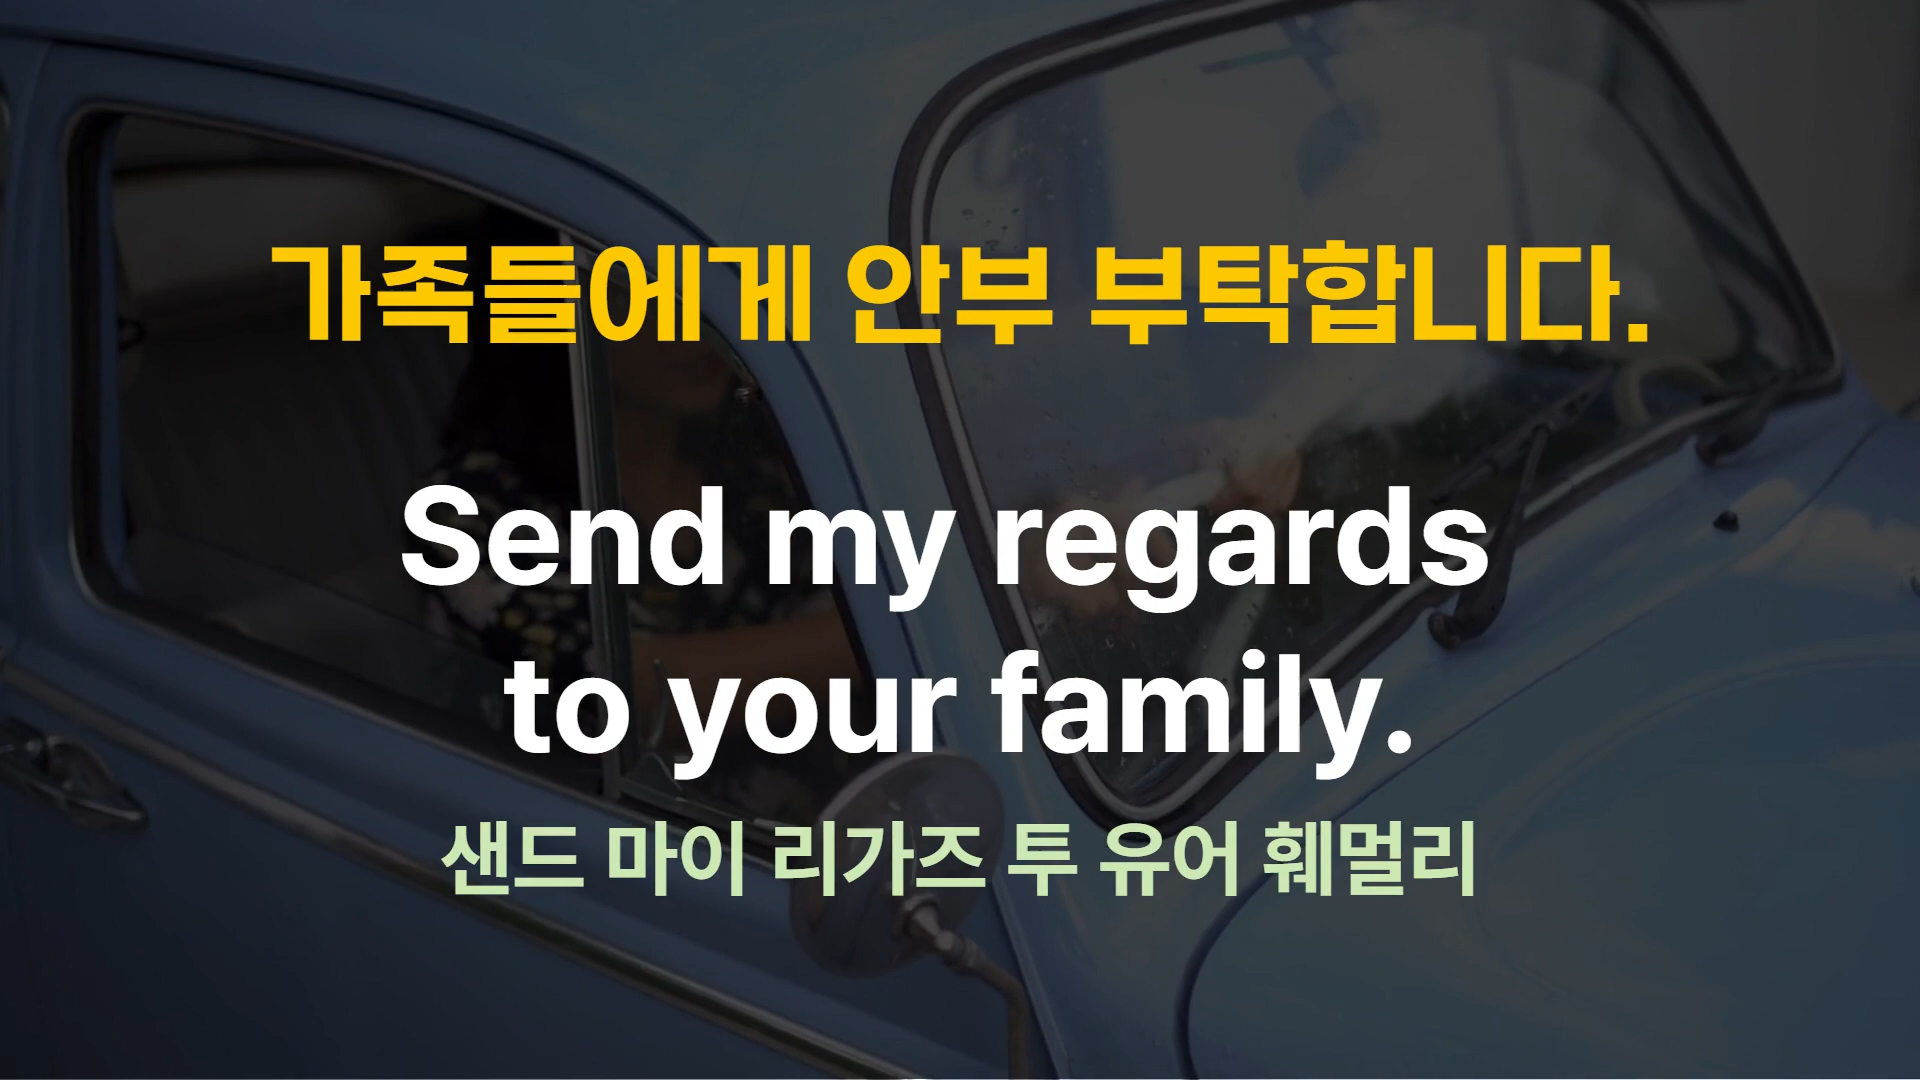 가족들에게 안부 부탁합니다.
Send my regards
to your family.
샌드 마이 리가즈 투 유어 훼멀리